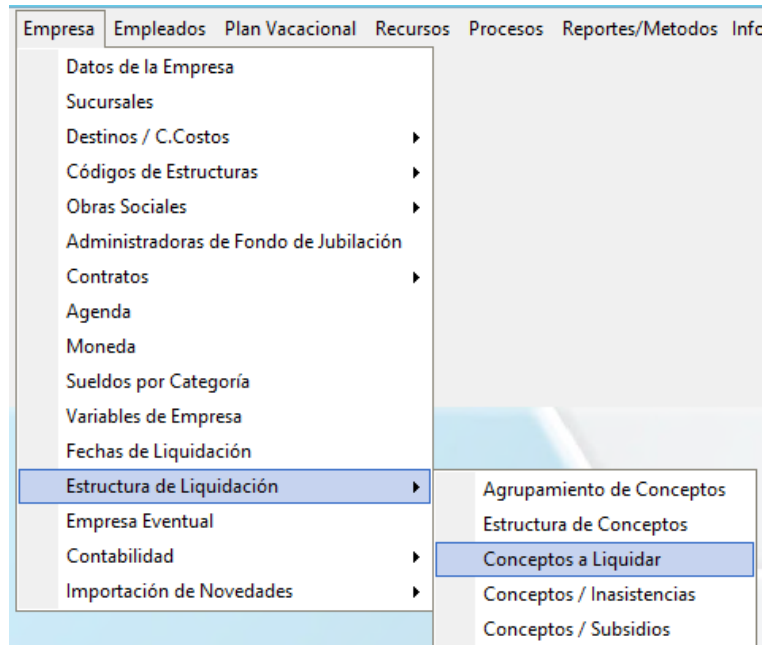 Empresa Empleados Plan Vacacional Recursos Procesos Reportes/Metodos Info
Datos de la Empresa
Sucursales
Destinos / C.Costos
Códigos de Estructuras
Obras Sociales
Administradoras de Fondo de Jubilación
Contratos
Agenda
Moneda
Sueldos por Categoría
Variables de Empresa
Fechas de Liquidación
Estructura de Liquidación
Empresa Eventual
Contabilidad
Importación de Novedades
Agrupamiento de Conceptos
Estructura de Conceptos
Conceptos a Liquidar
Conceptos / Inasistencias
Conceptos / Subsidios